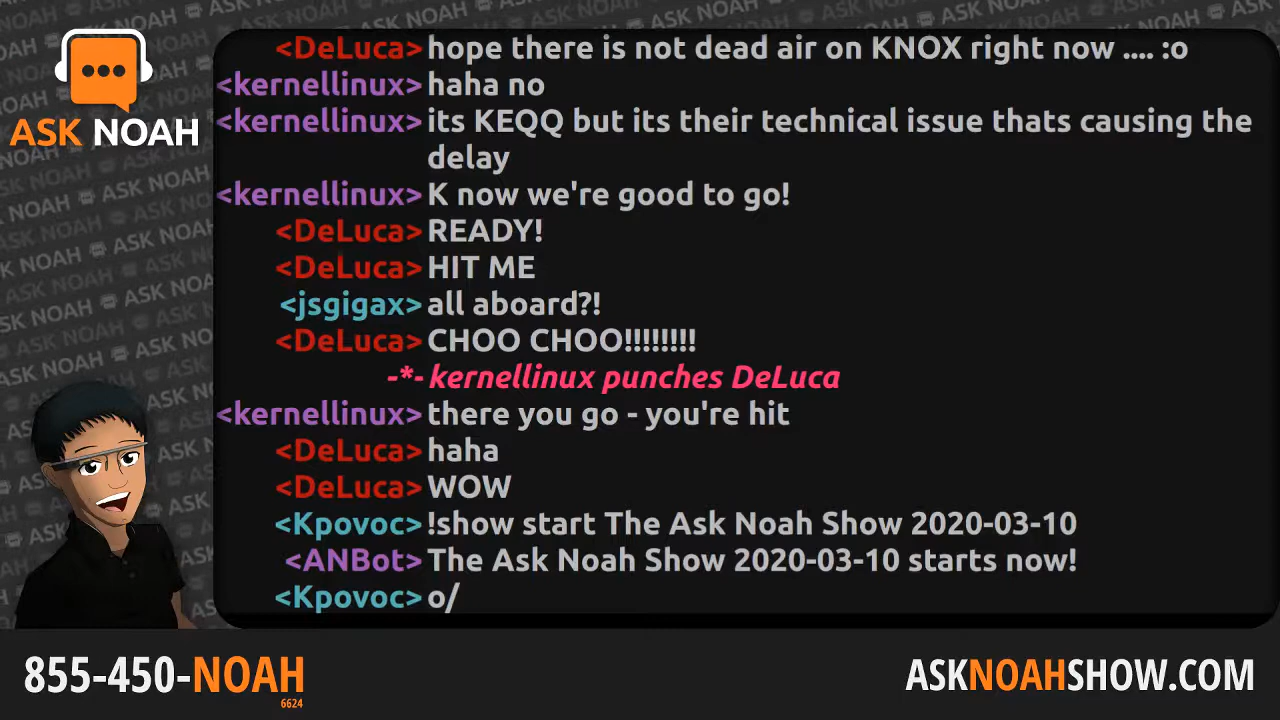 ASK NOAH
<DeLuca> hope there is not dead air on KNOX right now .... :o
<kernellinux> haha no
<kernellinux> its KEQQ but its their technical issue thats causing the
delay
<kernellinux> K now we're good to go!
<DeLuca> READY!
<DeLuca> HIT ME
<jsgigax> all aboard?!
<DeLuca> CHOO CHOO!!!!!!!!
-*- kernellinux punches DeLuca
<kernellinux> there you go - you're hit
<DeLuca> haha
<DeLuca> WOW
<Kpovoc> !show start The Ask Noah Show 2020-03-10
<ANBot> The Ask Noah Show 2020-03-10 starts now!
<Kpovoc> o/
855-450-NOAH
6624
ASKNOAHSHOW.COM